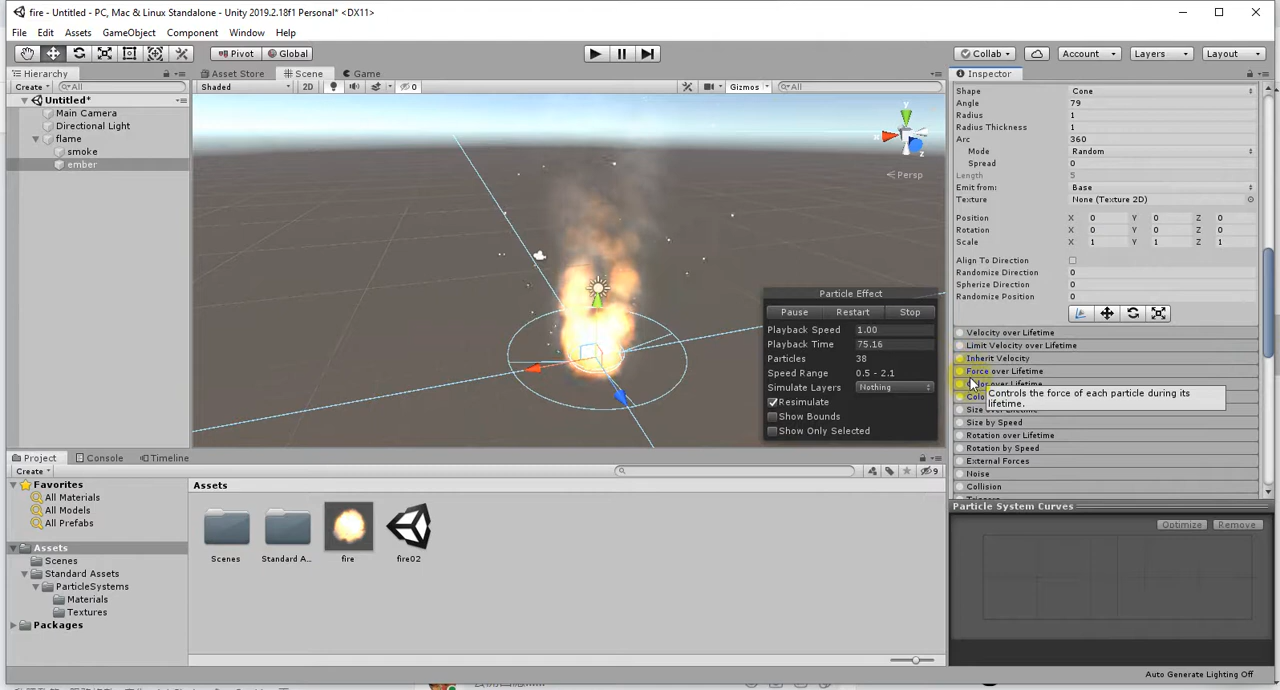 fire - Untitled - PC, Mac & Linux Standalone - Unity 2019.2.18f1 Personal* <DX11>
File Edit Assets GameObject Component Window Help
Pivot Global Collab Account Layers Layout
Hierarchy Asset Store Scene Game Inspector
Create All Shaded 2D 0 Gizmos All
Untitled*
Main Camera
Directional Light
flame
smoke
ember
y
x
z
Persp
Shape Cone
Angle 79
Radius 1
Radius Thickness 1
Arc 360
Mode Random
Spread 0
Length 5
Emit from: Base
Texture None (Texture 2D)
Position X 0 Y 0 Z 0
Rotation X 0 Y 0 Z 0
Scale X 1 Y 1 Z 1
Align To Direction
Randomize Direction 0
Spherize Direction 0
Randomize Position 0
Velocity over Lifetime
Limit Velocity over Lifetime
Inherit Velocity
Force over Lifetime
Color over Lifetime
Controls the force of each particle during its
lifetime.
Size over Lifetime
Size by Speed
Rotation over Lifetime
Rotation by Speed
External Forces
Noise
Collision
Particle Effect
Pause Restart Stop
Playback Speed 1.00
Playback Time 75.16
Particles 38
Speed Range 0.5 - 2.1
Simulate Layers Nothing
Resimulate
Show Bounds
Show Only Selected
Project Console Timeline
Create 9
Favorites
All Materials
All Models
All Prefabs
Assets
Scenes
Standard Assets
ParticleSystems
Materials
Textures
Packages
Assets
Scenes Standard A... fire fire02
Particle System Curves
Optimize Remove
Auto Generate Lighting Off